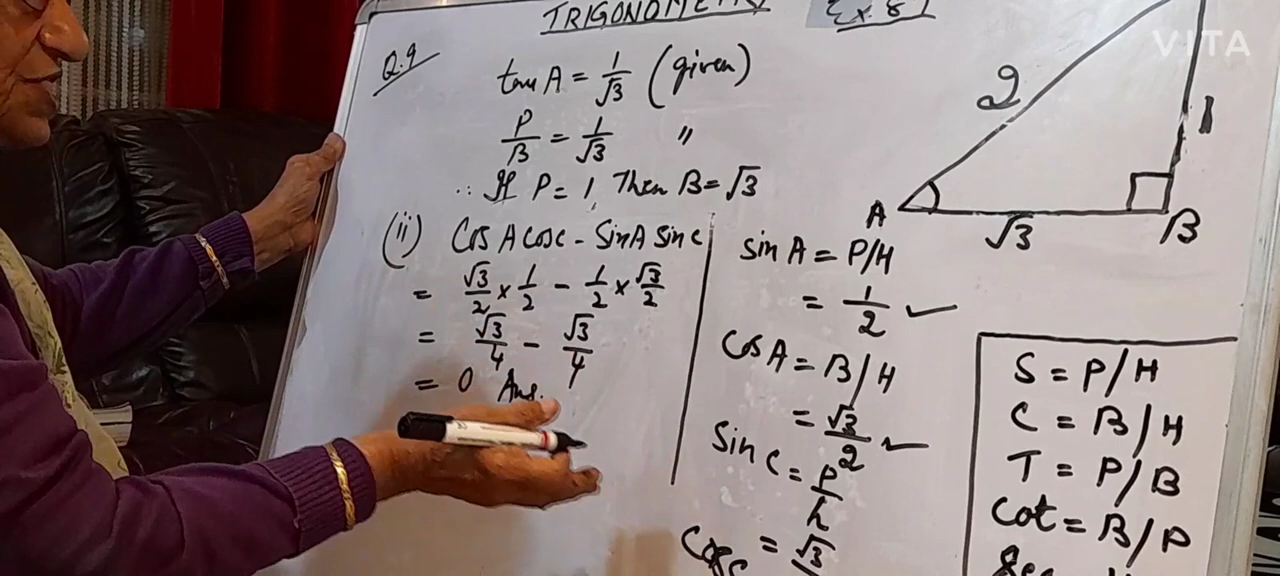 TRIGONOMETRY
Ex. 8
Q.9
tan A = 1/√3 (given)
P/B = 1/√3 "
∴ If P = 1, Then B = √3
(ii) Cos A Cos C - Sin A Sin C
= √3/2 × 1/2 - 1/2 × √3/2
= √3/4 - √3/4
= 0 Ans.
2
1
A
√3
B
sin A = P/H
= 1/2 ✓
Cos A = B/H
= √3/2 ✓
Sin C = P/h
= √3
Cos C
S = P/H
C = B/H
T = P/B
Cot = B/P
Sec
VITA